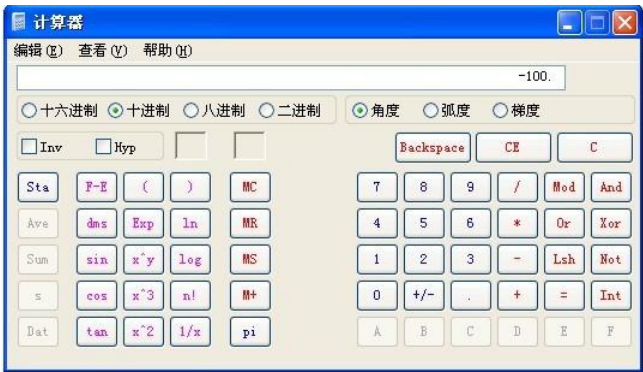 计算器
编辑(E) 查看(V) 帮助(H)
-100.
十六进制 十进制 八进制 二进制 角度 弧度 梯度
Inv Hyp Backspace CE C
Sta F-E ( ) MC 7 8 9 / Mod And
Ave dms Exp ln MR 4 5 6 * Or Xor
Sum sin x^y log MS 1 2 3 - Lsh Not
s cos x^3 n! M+ 0 +/- . + = Int
Dat tan x^2 1/x pi A B C D E F